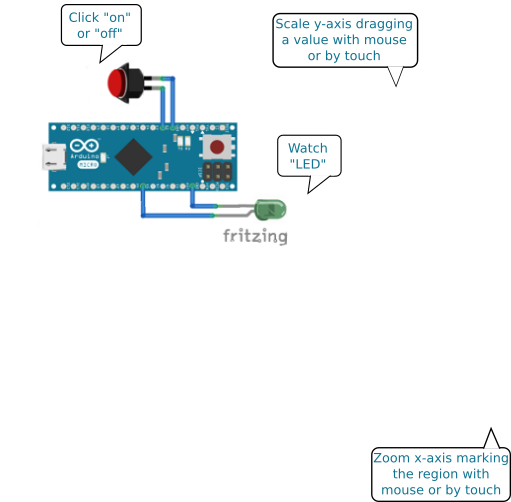 Click "on"
or "off"
Scale y-axis dragging
a value with mouse
or by touch
Watch
"LED"
ARDUINO
MICRO
fritzing
Zoom x-axis marking
the region with
mouse or by touch